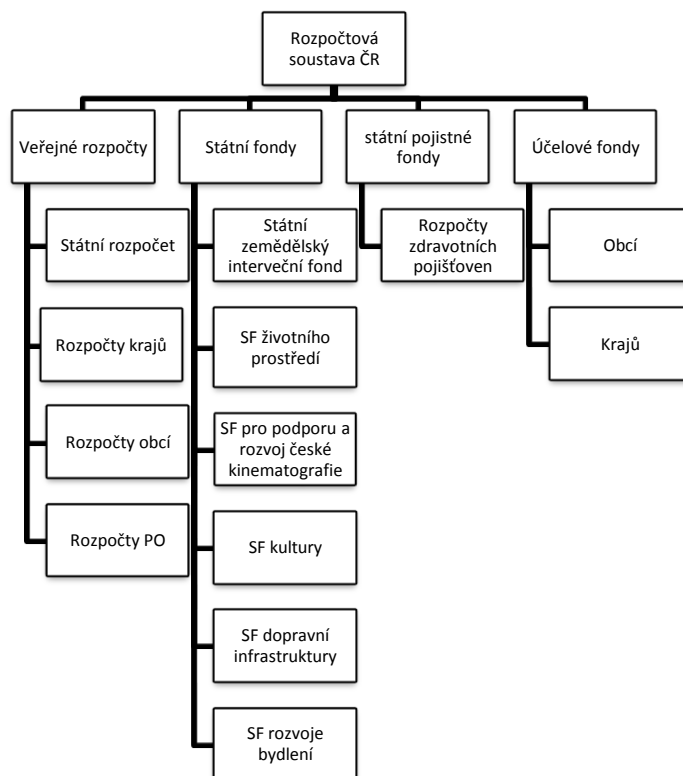 Rozpočtová
soustava ČR
Veřejné rozpočty
Státní rozpočet
Rozpočty krajů
Rozpočty obcí
Rozpočty PO
Státní fondy
Státní
zemědělský
interveční fond
SF životního
prostředí
SF pro podporu a
rozvoj české
kinematografie
SF kultury
SF dopravní
infrastruktury
SF rozvoje
bydlení
státní pojistné
fondy
Rozpočty
zdravotních
pojišťoven
Účelové fondy
Obcí
Krajů